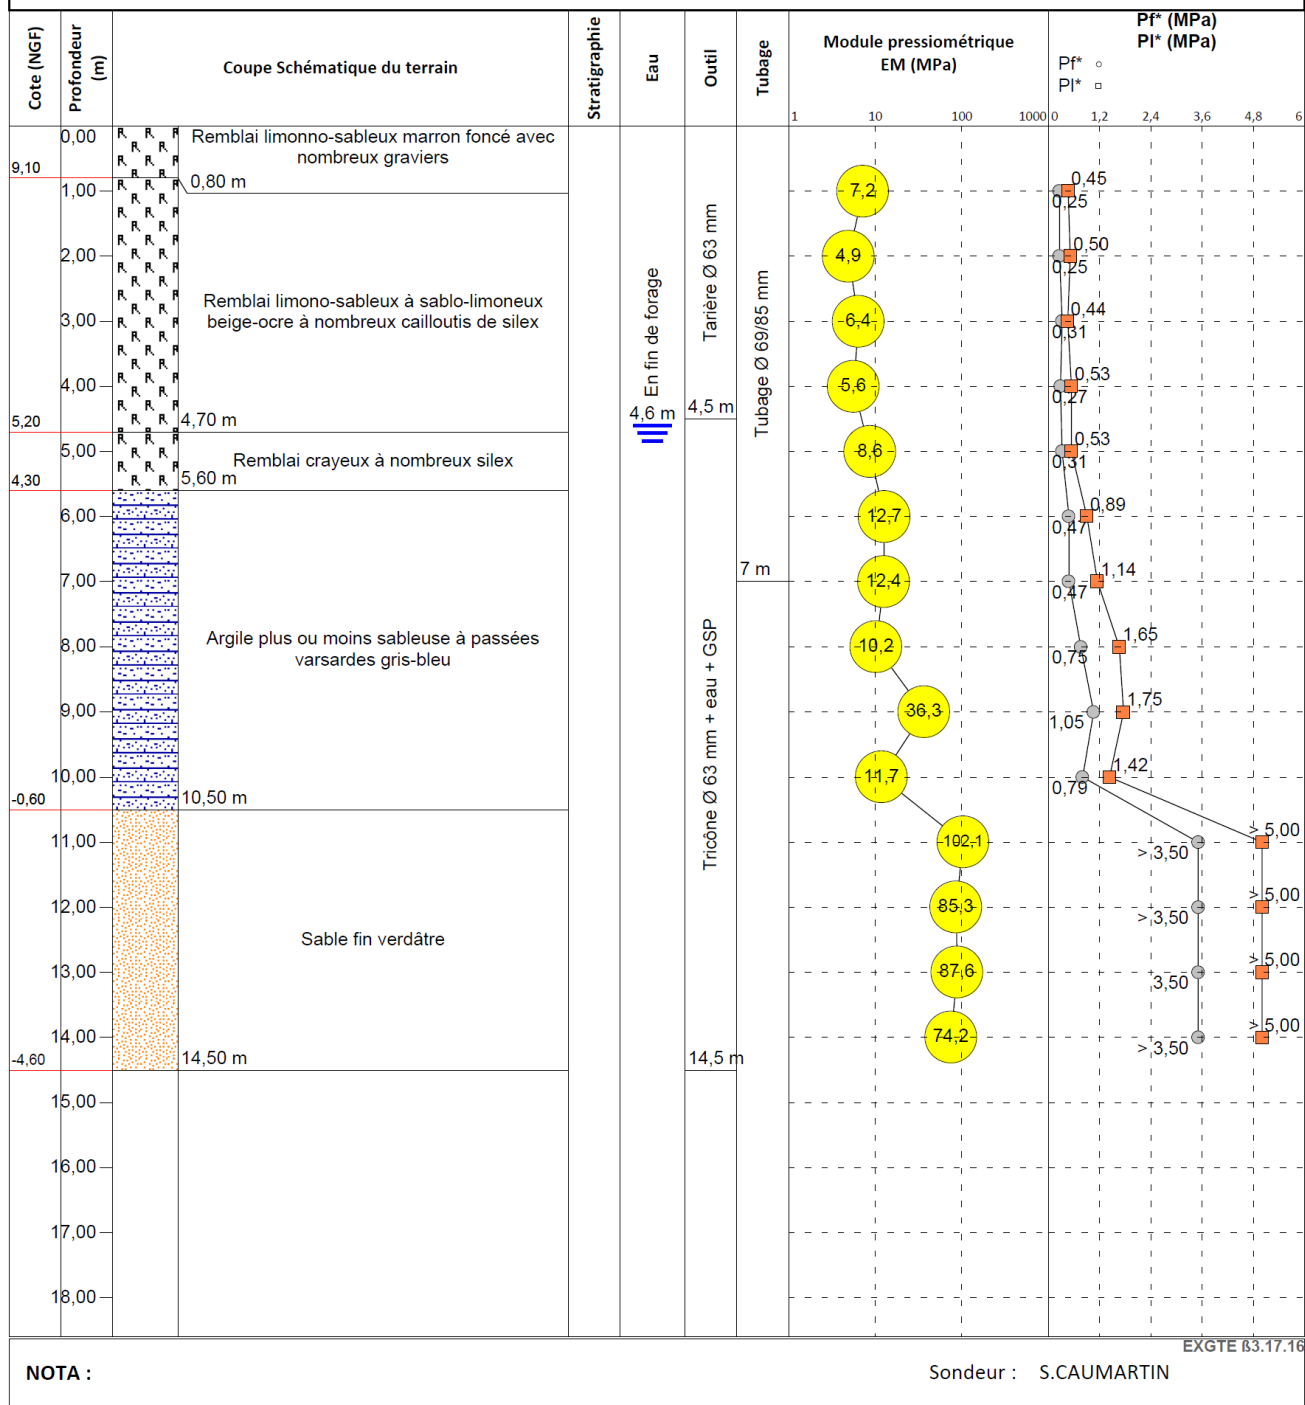 Cote (NGF)
Profondeur
(m)
Coupe Schématique du terrain
Stratigraphie
Eau
Outil
Tubage
Module pressiométrique
EM (MPa)
Pf* (MPa)
Pl* (MPa)
Pf*
Pl*
1
10
100
1000
0
1,2
2,4
3,6
4,8
6
0,00
Remblai limonno-sableux marron foncé avec
nombreux graviers
9,10
0,80 m
1,00
7,2
0,45
0,25
2,00
4,9
0,50
0,25
Remblai limono-sableux à sablo-limoneux
beige-ocre à nombreux cailloutis de silex
3,00
6,4
0,44
0,31
4,00
5,6
0,53
0,27
En fin de forage
4,6 m
Tarière Ø 63 mm
4,5 m
Tubage Ø 69/85 mm
5,20
4,70 m
5,00
Remblai crayeux à nombreux silex
8,6
0,53
0,31
4,30
5,60 m
6,00
12,7
0,89
0,47
7,00
7 m
12,4
1,14
0,47
Argile plus ou moins sableuse à passées
varsardes gris-bleu
8,00
10,2
1,65
0,75
9,00
36,3
1,75
1,05
10,00
11,7
1,42
0,79
-0,60
10,50 m
Tricône Ø 63 mm + eau + GSP
11,00
102,1
> 5,00
> 3,50
12,00
85,3
> 5,00
> 3,50
Sable fin verdâtre
13,00
87,6
> 5,00
3,50
14,00
74,2
> 5,00
> 3,50
-4,60
14,50 m
14,5 m
15,00
16,00
17,00
18,00
EXGTE ß3.17.16
NOTA :
Sondeur : S.CAUMARTIN